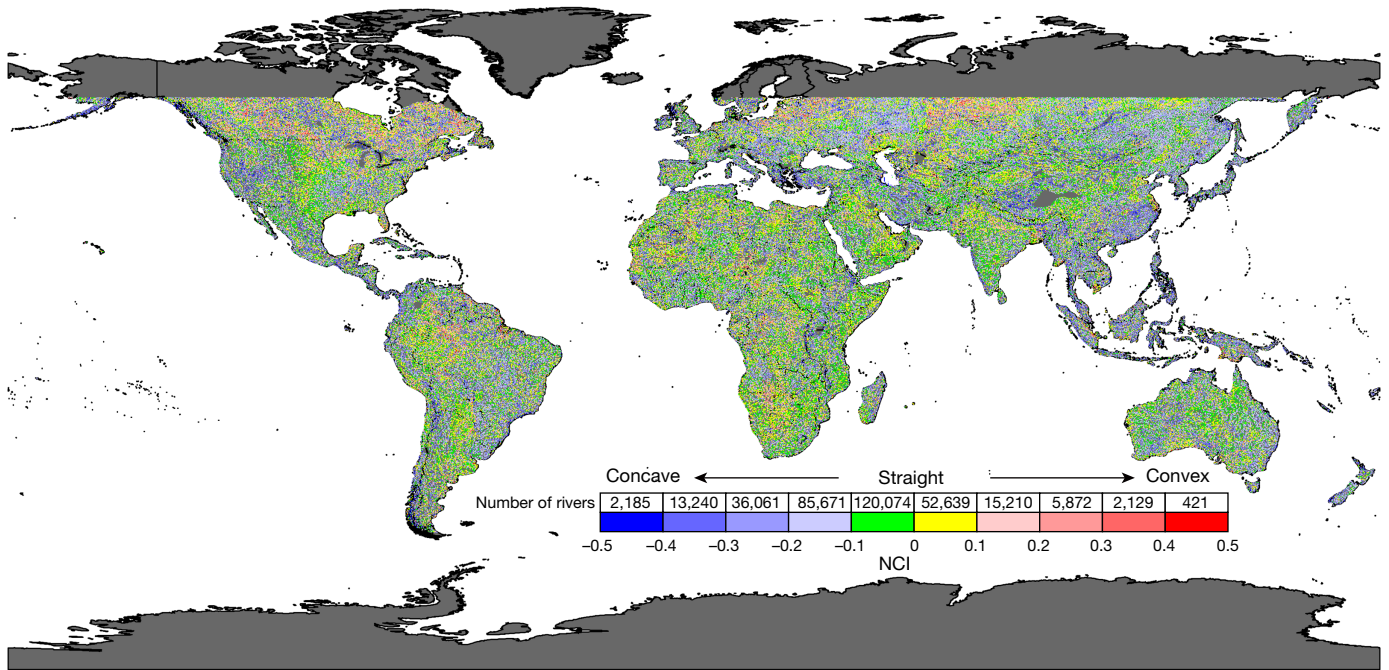 Concave Straight Convex
Number of rivers 2,185 13,240 36,061 85,671 120,074 52,639 15,210 5,872 2,129 421
−0.5 −0.4 −0.3 −0.2 −0.1 0 0.1 0.2 0.3 0.4 0.5
NCI